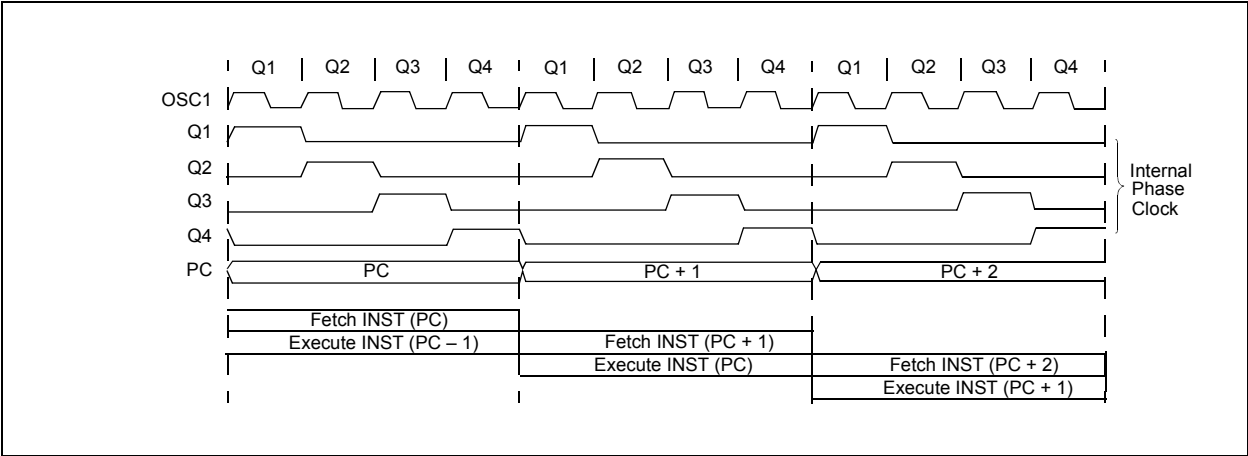 Q1 Q2 Q3 Q4 Q1 Q2 Q3 Q4 Q1 Q2 Q3 Q4
OSC1
Q1
Q2
Q3
Q4
PC
Internal
Phase
Clock
PC PC + 1 PC + 2
Fetch INST (PC)
Execute INST (PC – 1) Fetch INST (PC + 1)
Execute INST (PC) Fetch INST (PC + 2)
Execute INST (PC + 1)